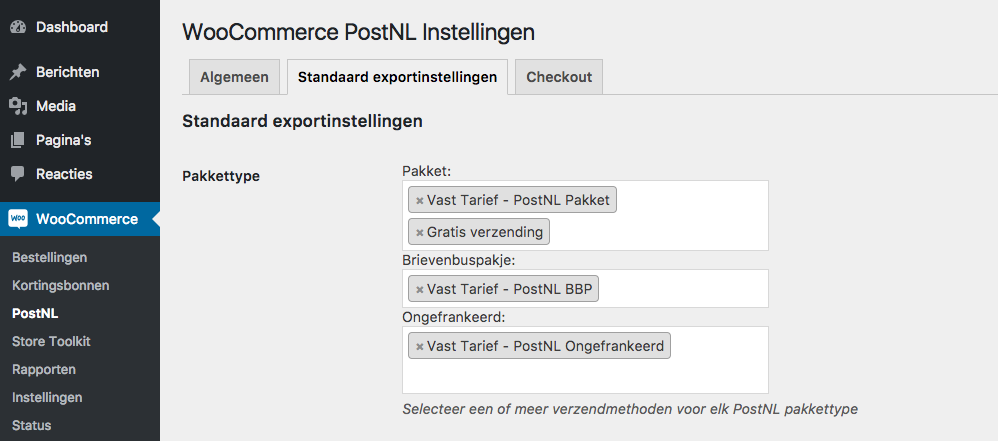 Dashboard
Berichten
Media
Pagina's
Reacties
Woo WooCommerce
Bestellingen
Kortingsbonnen
PostNL
Store Toolkit
Rapporten
Instellingen
Status
WooCommerce PostNL Instellingen
Algemeen Standaard exportinstellingen Checkout
Standaard exportinstellingen
Pakkettype
Pakket:
× Vast Tarief - PostNL Pakket
× Gratis verzending
Brievenbuspakje:
× Vast Tarief - PostNL BBP
Ongefrankeerd:
× Vast Tarief - PostNL Ongefrankeerd
Selecteer een of meer verzendmethoden voor elk PostNL pakkettype